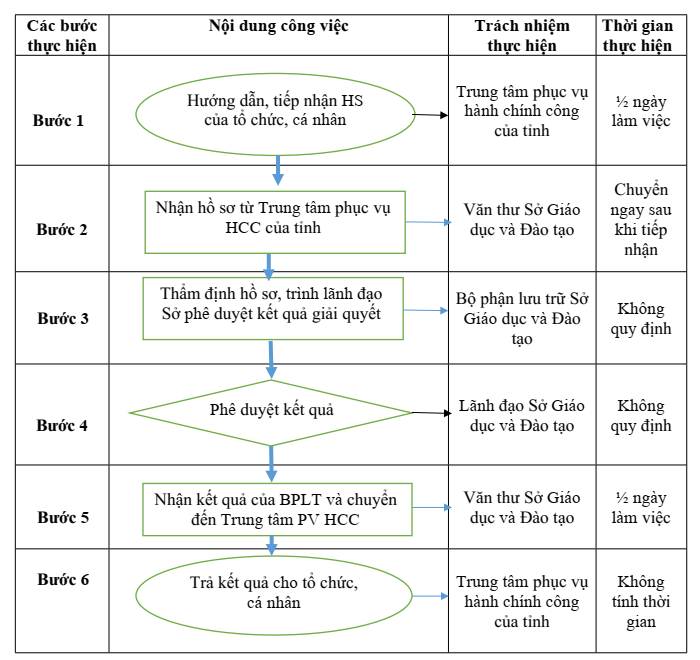 Các bước
thực hiện
Nội dung công việc
Trách nhiệm
thực hiện
Thời gian
thực hiện
Bước 1
Hướng dẫn, tiếp nhận HS
của tổ chức, cá nhân
Trung tâm phục vụ
hành chính công
của tỉnh
½ ngày
làm việc
Bước 2
Nhận hồ sơ từ Trung tâm phục vụ
HCC của tỉnh
Văn thư Sở Giáo
dục và Đào tạo
Chuyển
ngay sau
khi tiếp
nhận
Bước 3
Thẩm định hồ sơ, trình lãnh đạo
Sở phê duyệt kết quả giải quyết
Bộ phận lưu trữ Sở
Giáo dục và Đào
tạo
Không
quy định
Bước 4
Phê duyệt kết quả
Lãnh đạo Sở Giáo
dục và Đào tạo
Không
quy định
Bước 5
Nhận kết quả của BPLT và chuyển
đến Trung tâm PV HCC
Văn thư Sở Giáo
dục và Đào tạo
½ ngày
làm việc
Bước 6
Trả kết quả cho tổ chức,
cá nhân
Trung tâm phục vụ
hành chính công
của tỉnh
Không
tính thời
gian